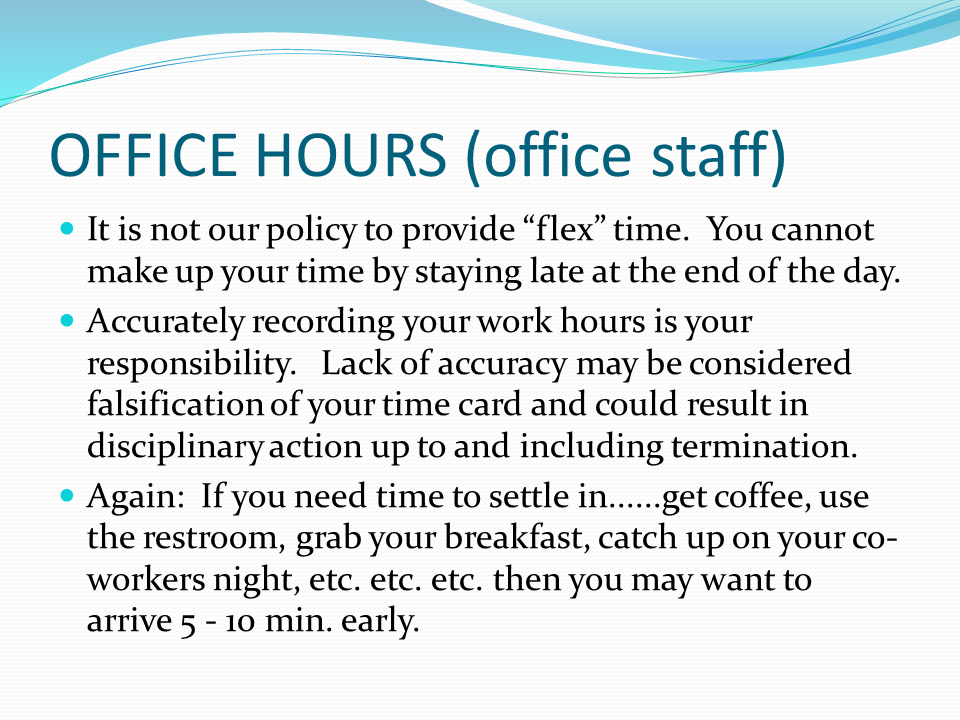 OFFICE HOURS (office staff)
It is not our policy to provide “flex” time.  You cannot
make up your time by staying late at the end of the day.
Accurately recording your work hours is your
responsibility.   Lack of accuracy may be considered
falsification of your time card and could result in
disciplinary action up to and including termination.
Again:  If you need time to settle in……get coffee, use
the restroom, grab your breakfast, catch up on your co-
workers night, etc. etc. etc. then you may want to
arrive 5 - 10 min. early.